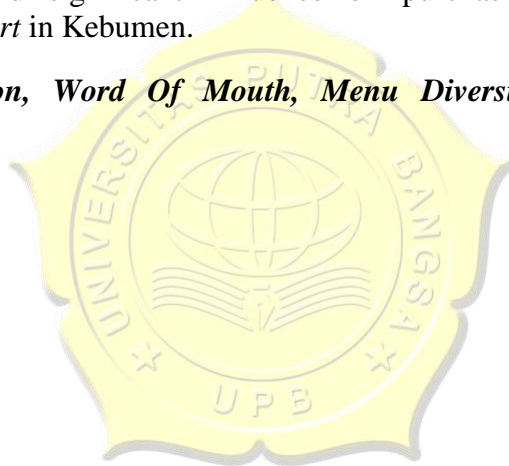 rt in Kebumen.
on, Word Of Mouth, Menu Diversi
UNIVERSITAS PUTRA BANGSA
UPB